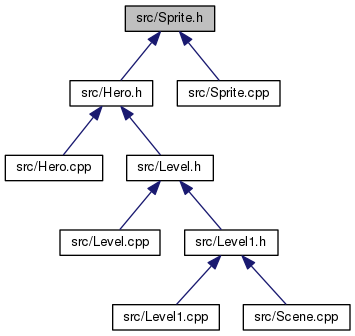 src/Sprite.h
src/Hero.h
src/Sprite.cpp
src/Hero.cpp
src/Level.h
src/Level.cpp
src/Level1.h
src/Level1.cpp
src/Scene.cpp